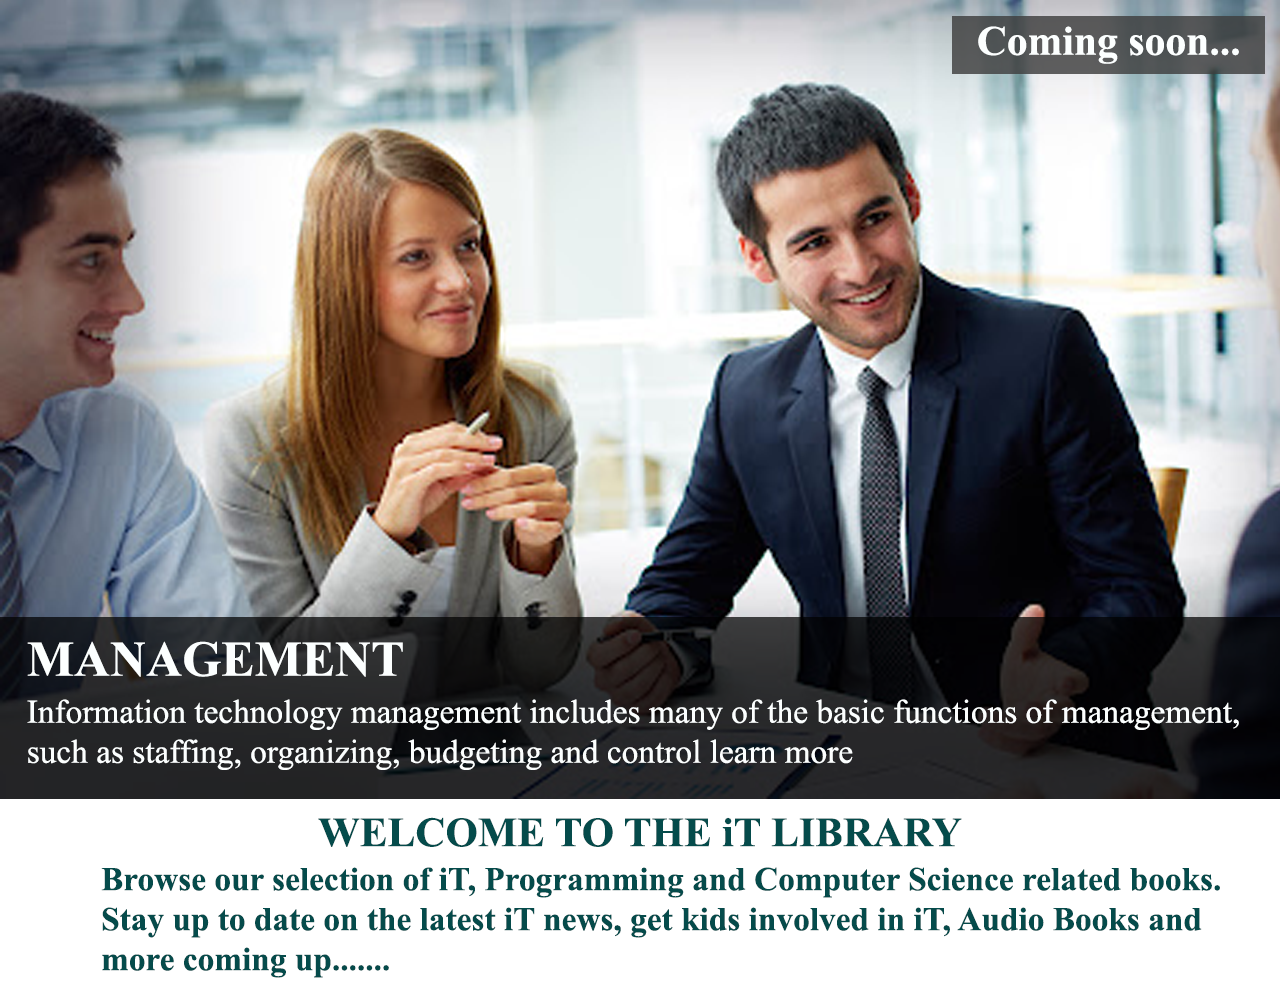 Coming soon...
MANAGEMENT
Information technology management includes many of the basic functions of management,
such as staffing, organizing, budgeting and control learn more
WELCOME TO THE iT LIBRARY
Browse our selection of iT, Programming and Computer Science related books.
Stay up to date on the latest iT news, get kids involved in iT, Audio Books and
more coming up.......